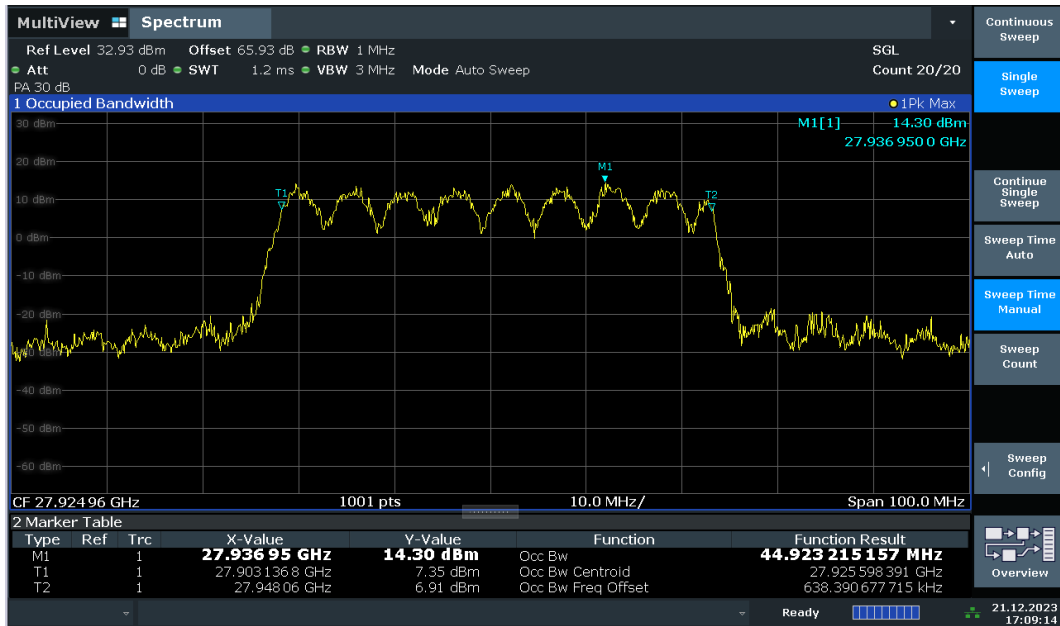 MultiView Spectrum
Ref Level 32.93 dBm Offset 65.93 dB RBW 1 MHz SGL
Att 0 dB SWT 1.2 ms VBW 3 MHz Mode Auto Sweep Count 20/20
PA 30 dB
1 Occupied Bandwidth 1Pk Max
30 dBm M1[1] 14.30 dBm
27.936 950 0 GHz
20 dBm
M1
T1 T2
10 dBm
0 dBm
-10 dBm
-20 dBm
-40 dBm
-50 dBm
-60 dBm
CF 27.924 96 GHz 1001 pts 10.0 MHz/ Span 100.0 MHz
2 Marker Table
Type Ref Trc X-Value Y-Value Function Function Result
M1 1 27.936 95 GHz 14.30 dBm Occ Bw 44.923 215 157 MHz
T1 1 27.903 136 8 GHz 7.35 dBm Occ Bw Centroid 27.925 598 391 GHz
T2 1 27.948 06 GHz 6.91 dBm Occ Bw Freq Offset 638.390 677 715 kHz
Ready
21.12.2023
17:09:14
Continuous
Sweep
Single
Sweep
Continue
Single
Sweep
Sweep Time
Auto
Sweep Time
Manual
Sweep
Count
Sweep
Config
Overview